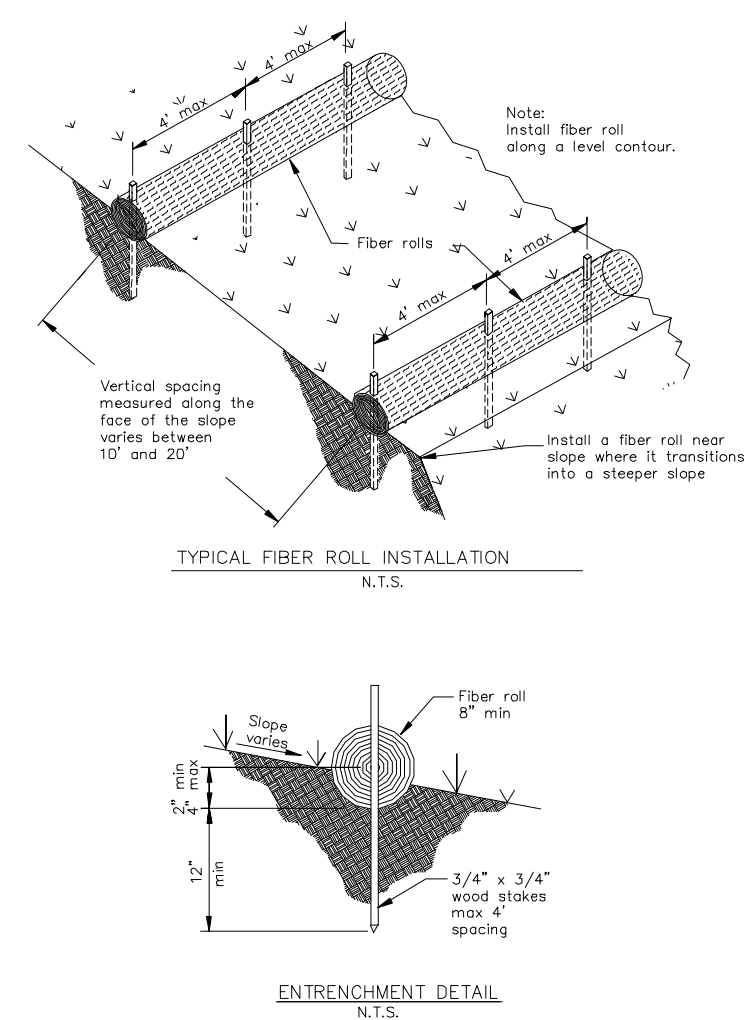 4' max
4' max
Note:
Install fiber roll
along a level contour.
Fiber rolls
4' max
4' max
Vertical spacing
measured along the
face of the slope
varies between
10' and 20'
Install a fiber roll near
slope where it transitions
into a steeper slope
TYPICAL FIBER ROLL INSTALLATION
N.T.S.
Fiber roll
8" min
Slope
varies
2" min
4" max
12"
min
3/4" x 3/4"
wood stakes
max 4'
spacing
ENTRENCHMENT DETAIL
N.T.S.